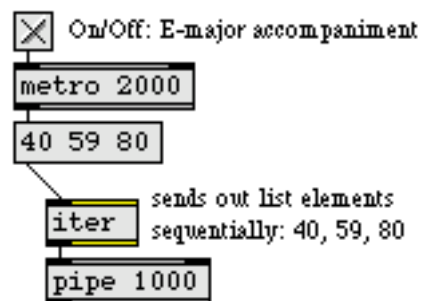 On/Off: E-major accompaniment
metro 2000
40 59 80
sends out list elements
iter
sequentially: 40, 59, 80
pipe 1000